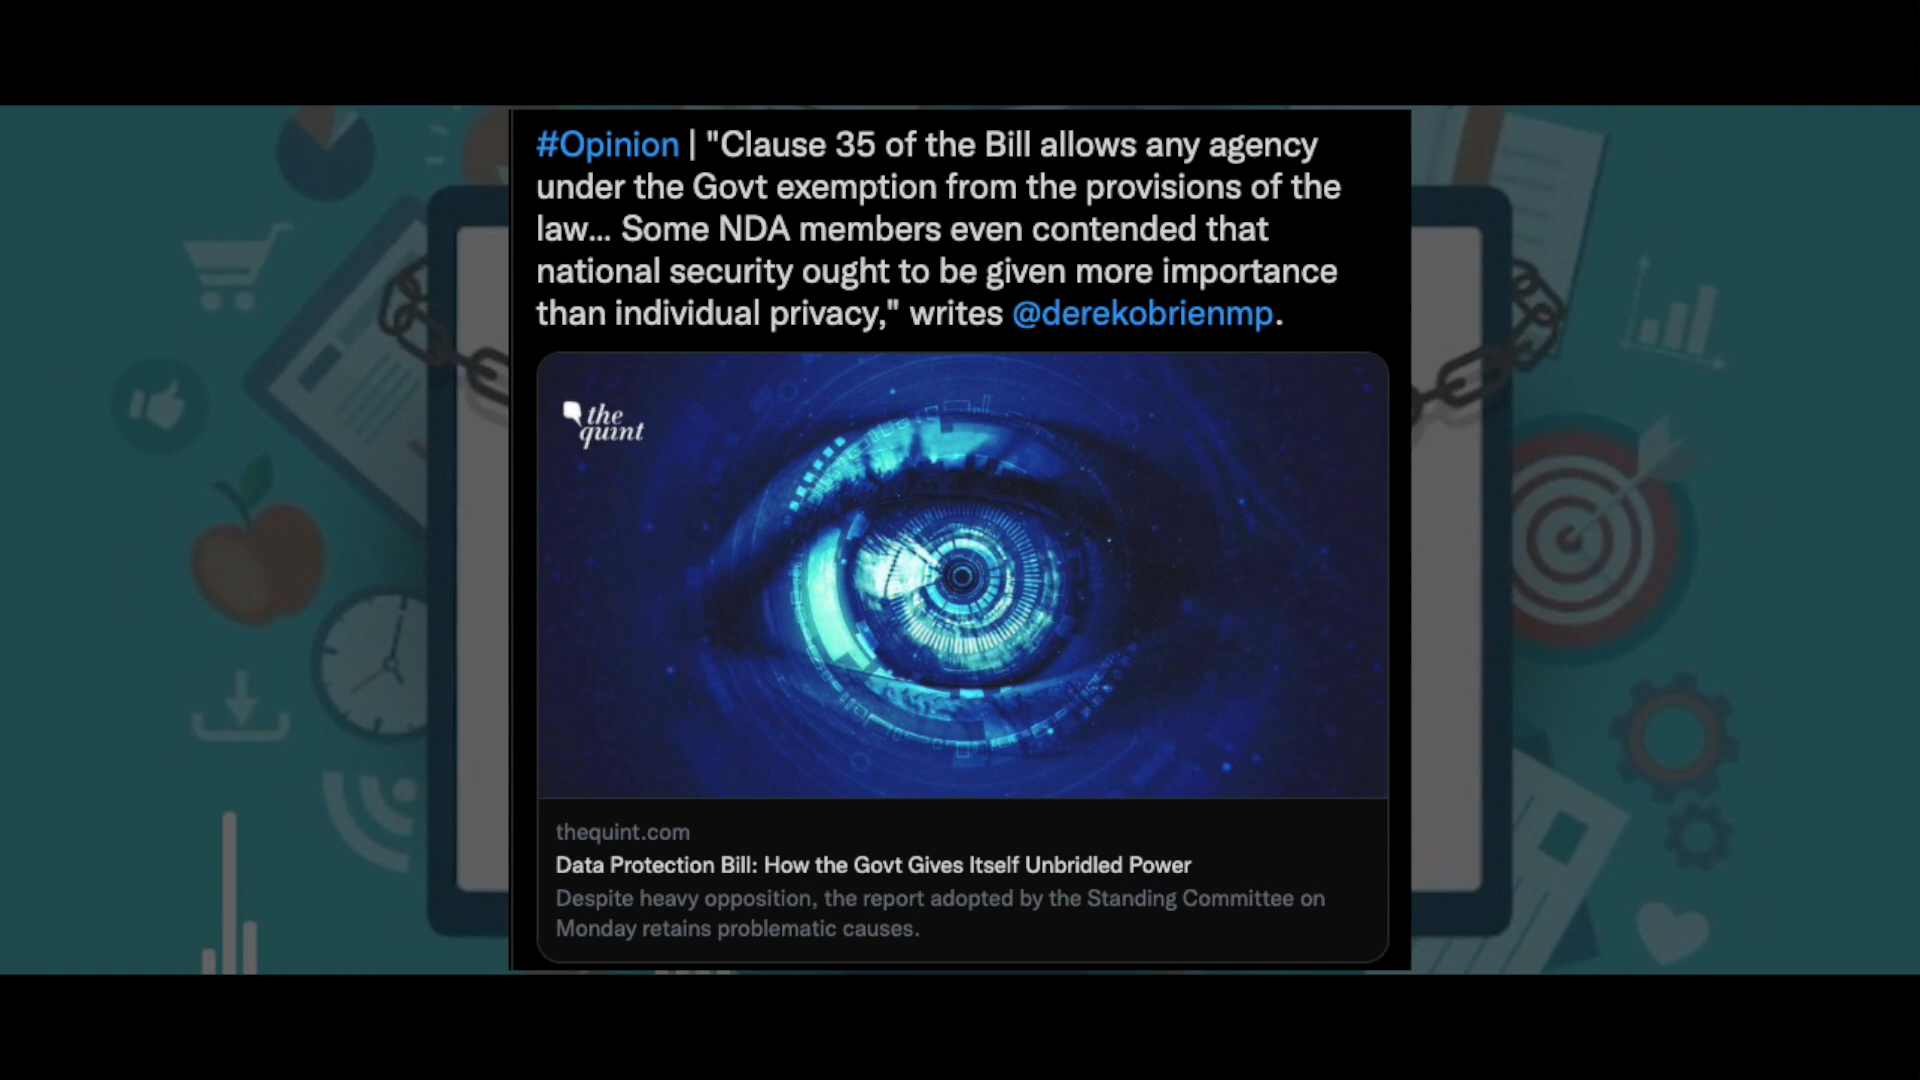 #Opinion | "Clause 35 of the Bill allows any agency
under the Govt exemption from the provisions of the
law... Some NDA members even contended that
national security ought to be given more importance
than individual privacy," writes @derekobrienmp.
the
quint
thequint.com
Data Protection Bill: How the Govt Gives Itself Unbridled Power
Despite heavy opposition, the report adopted by the Standing Committee on
Monday retains problematic causes.